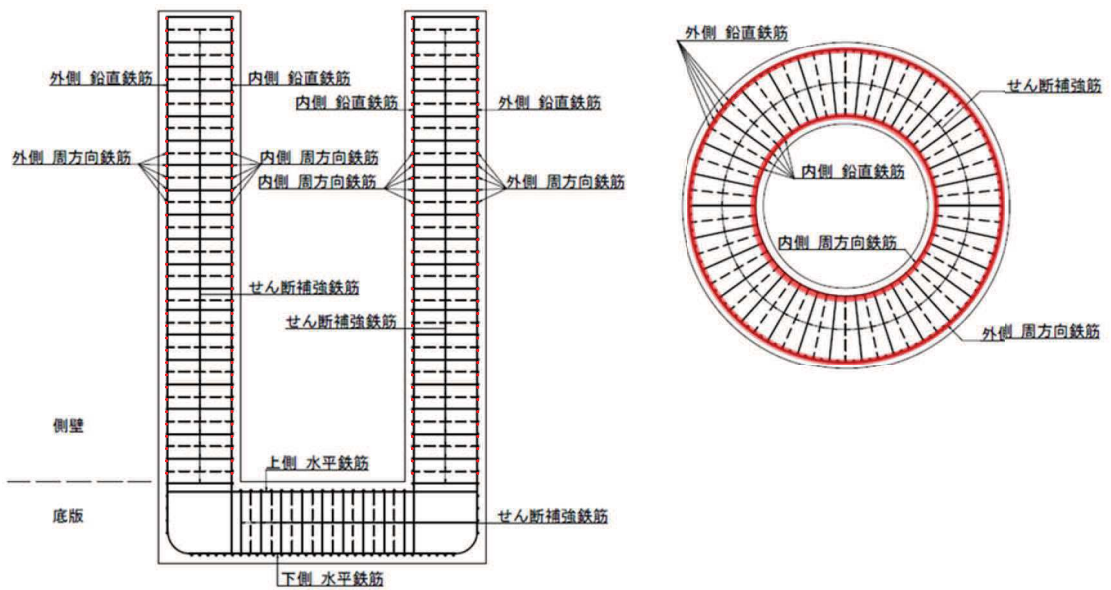 外側 鉛直鉄筋
内側 鉛直鉄筋
内側 鉛直鉄筋
外側 鉛直鉄筋
外側 周方向鉄筋
内側 周方向鉄筋
内側 周方向鉄筋
外側 周方向鉄筋
せん断補強鉄筋
せん断補強鉄筋
側壁
上側 水平鉄筋
底版
せん断補強鉄筋
下側 水平鉄筋
外側 鉛直鉄筋
せん断補強筋
内側 鉛直鉄筋
内側 周方向鉄筋
外側 周方向鉄筋